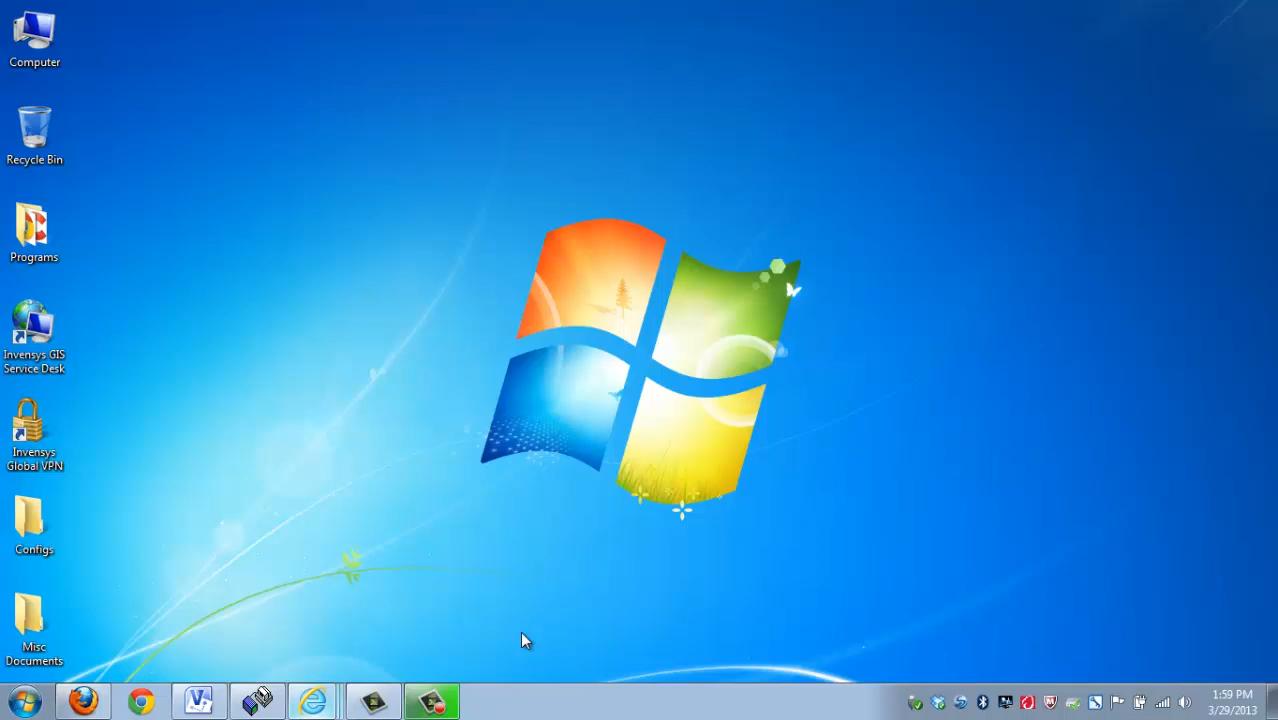 Computer
Recycle Bin
Programs
Invensys GIS
Service Desk
Invensys
Global VPN
Configs
Misc
Documents
1:59 PM
3/29/2013